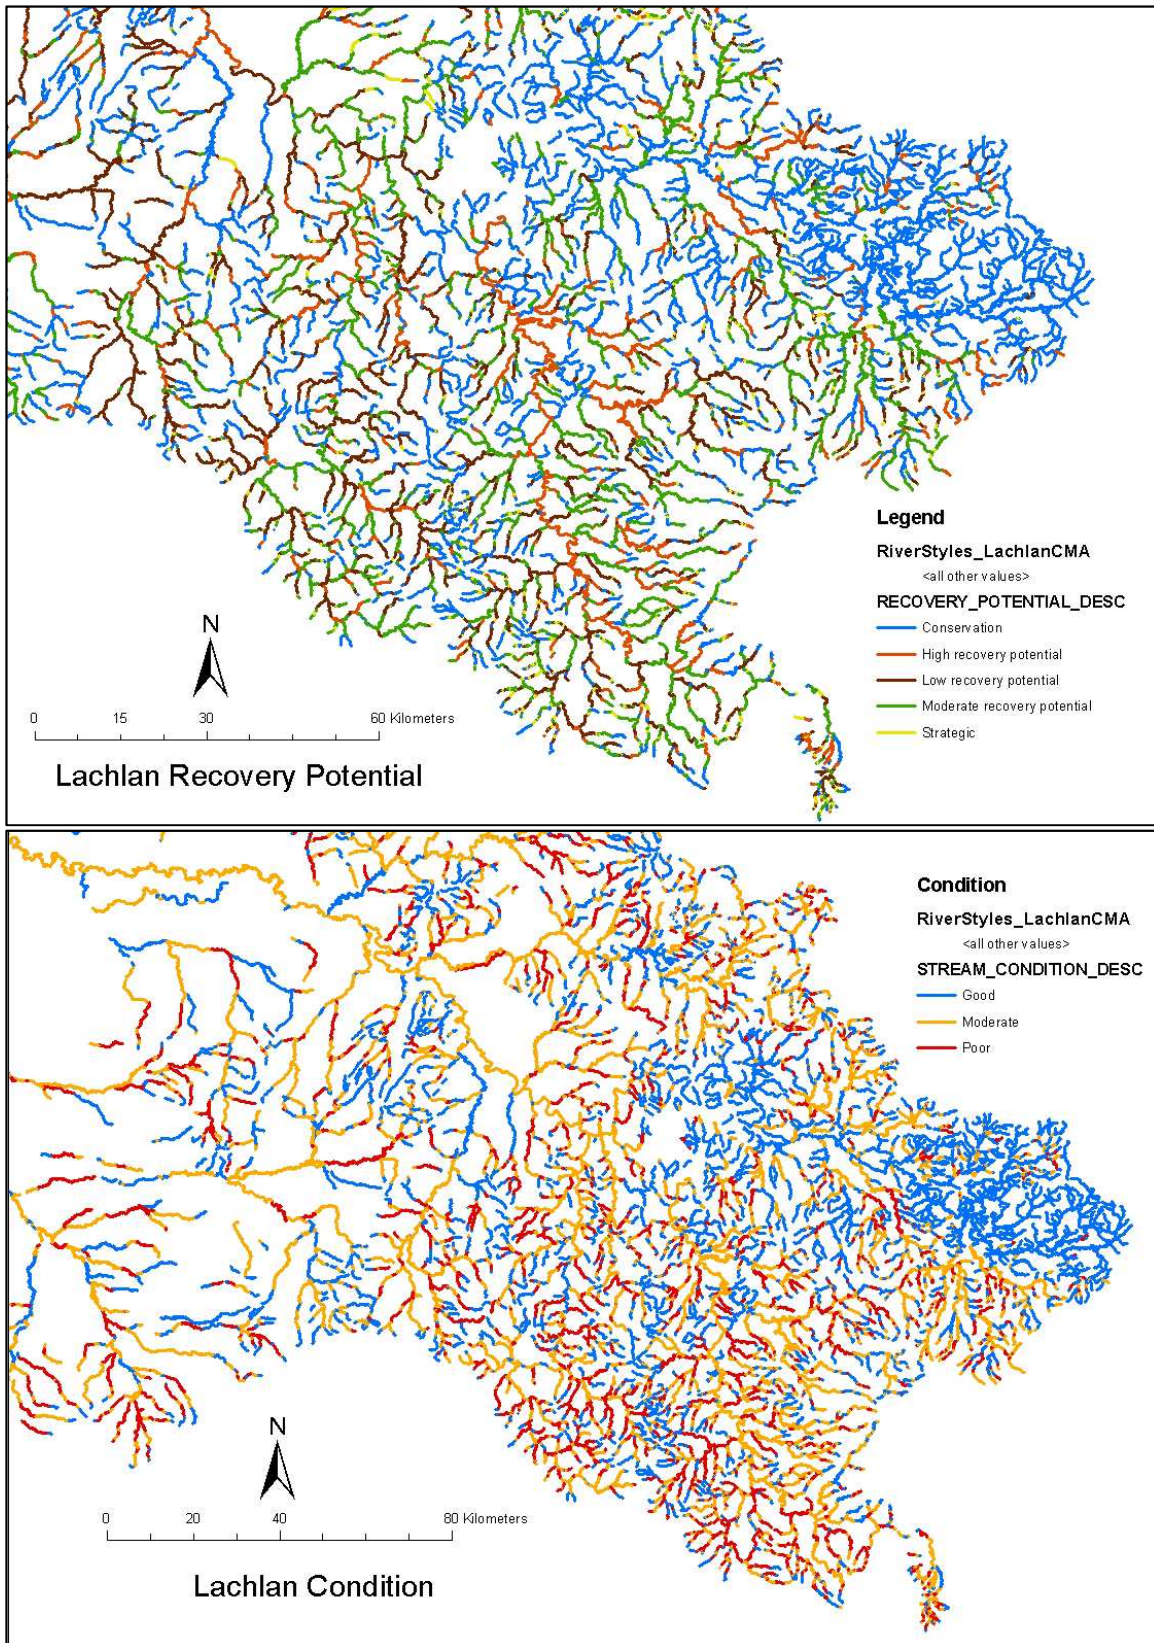 Legend
RiverStyles_LachlanCMA
<all other values>
RECOVERY_POTENTIAL_DESC
Conservation
High recovery potential
Low recovery potential
Moderate recovery potential
Strategic
N
0 15 30 60 Kilometers
Lachlan Recovery Potential
Condition
RiverStyles_LachlanCMA
<all other values>
STREAM_CONDITION_DESC
Good
Moderate
Poor
N
0 20 40 80 Kilometers
Lachlan Condition